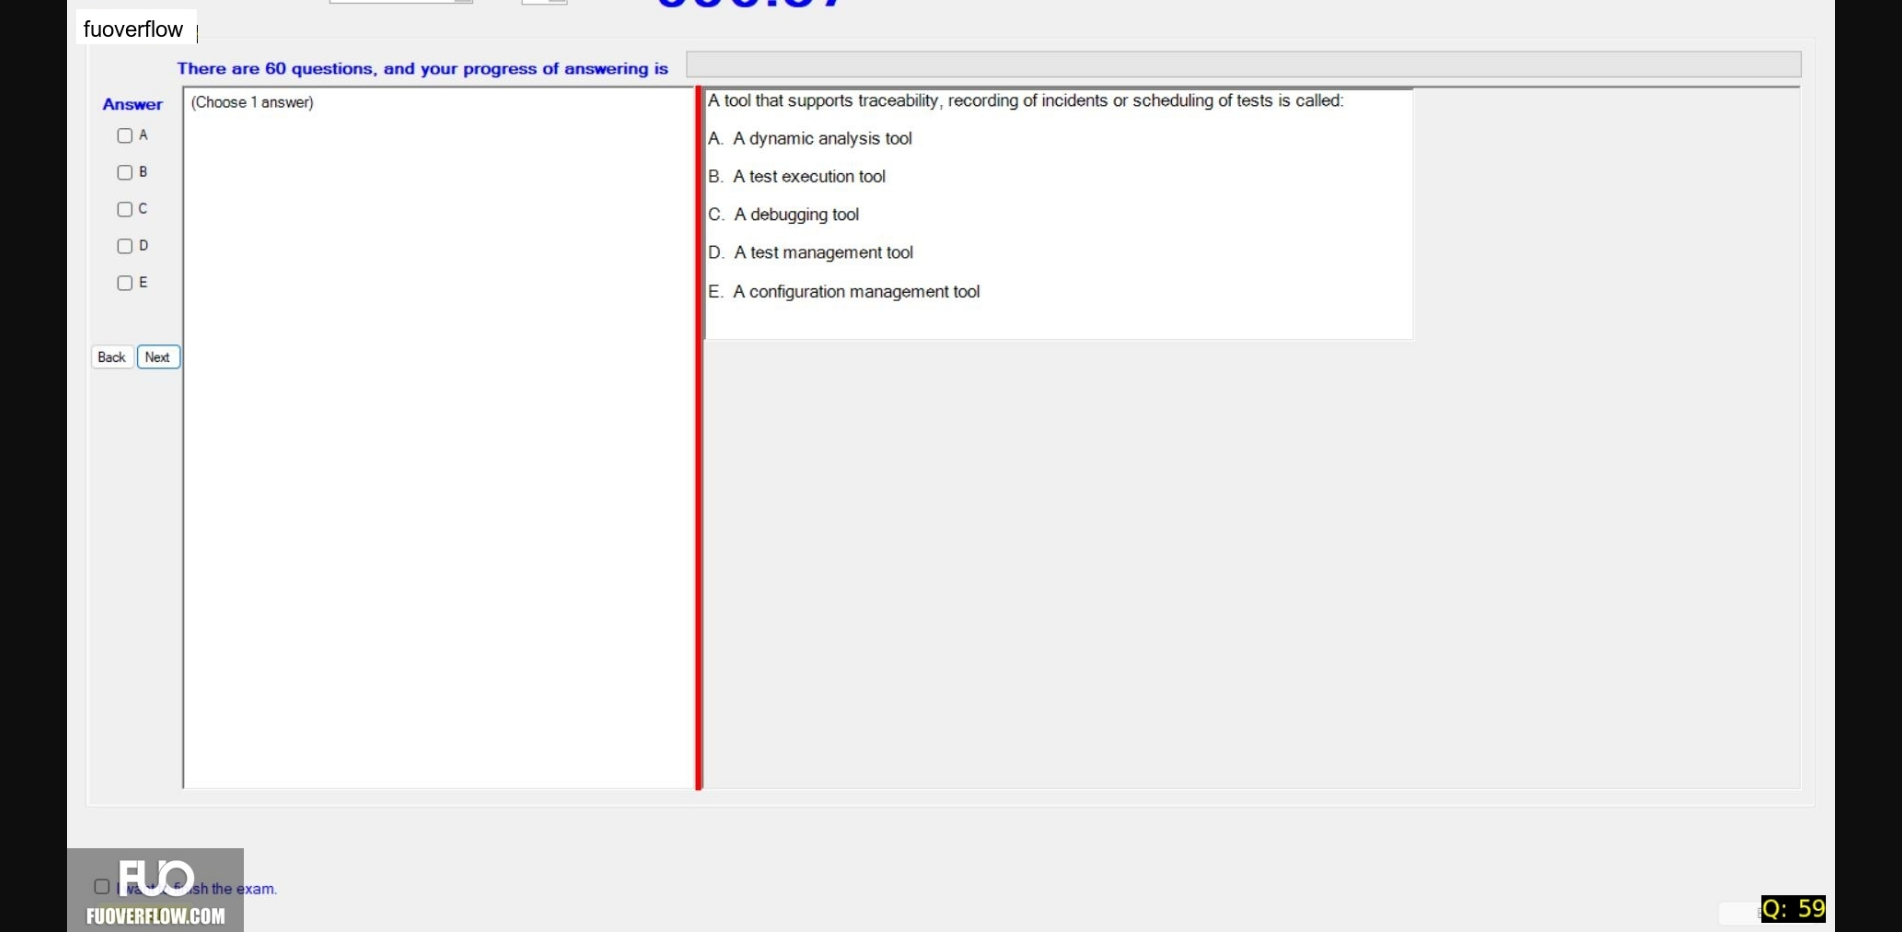 fuoverflow
There are 60 questions, and your progress of answering is
Answer
(Choose 1 answer)
A
B
C
D
E
Back Next
A tool that supports traceability, recording of incidents or scheduling of tests is called:
A. A dynamic analysis tool
B. A test execution tool
C. A debugging tool
D. A test management tool
E. A configuration management tool
FUO
the exam.
FUOVERFLOW.COM
Q: 59